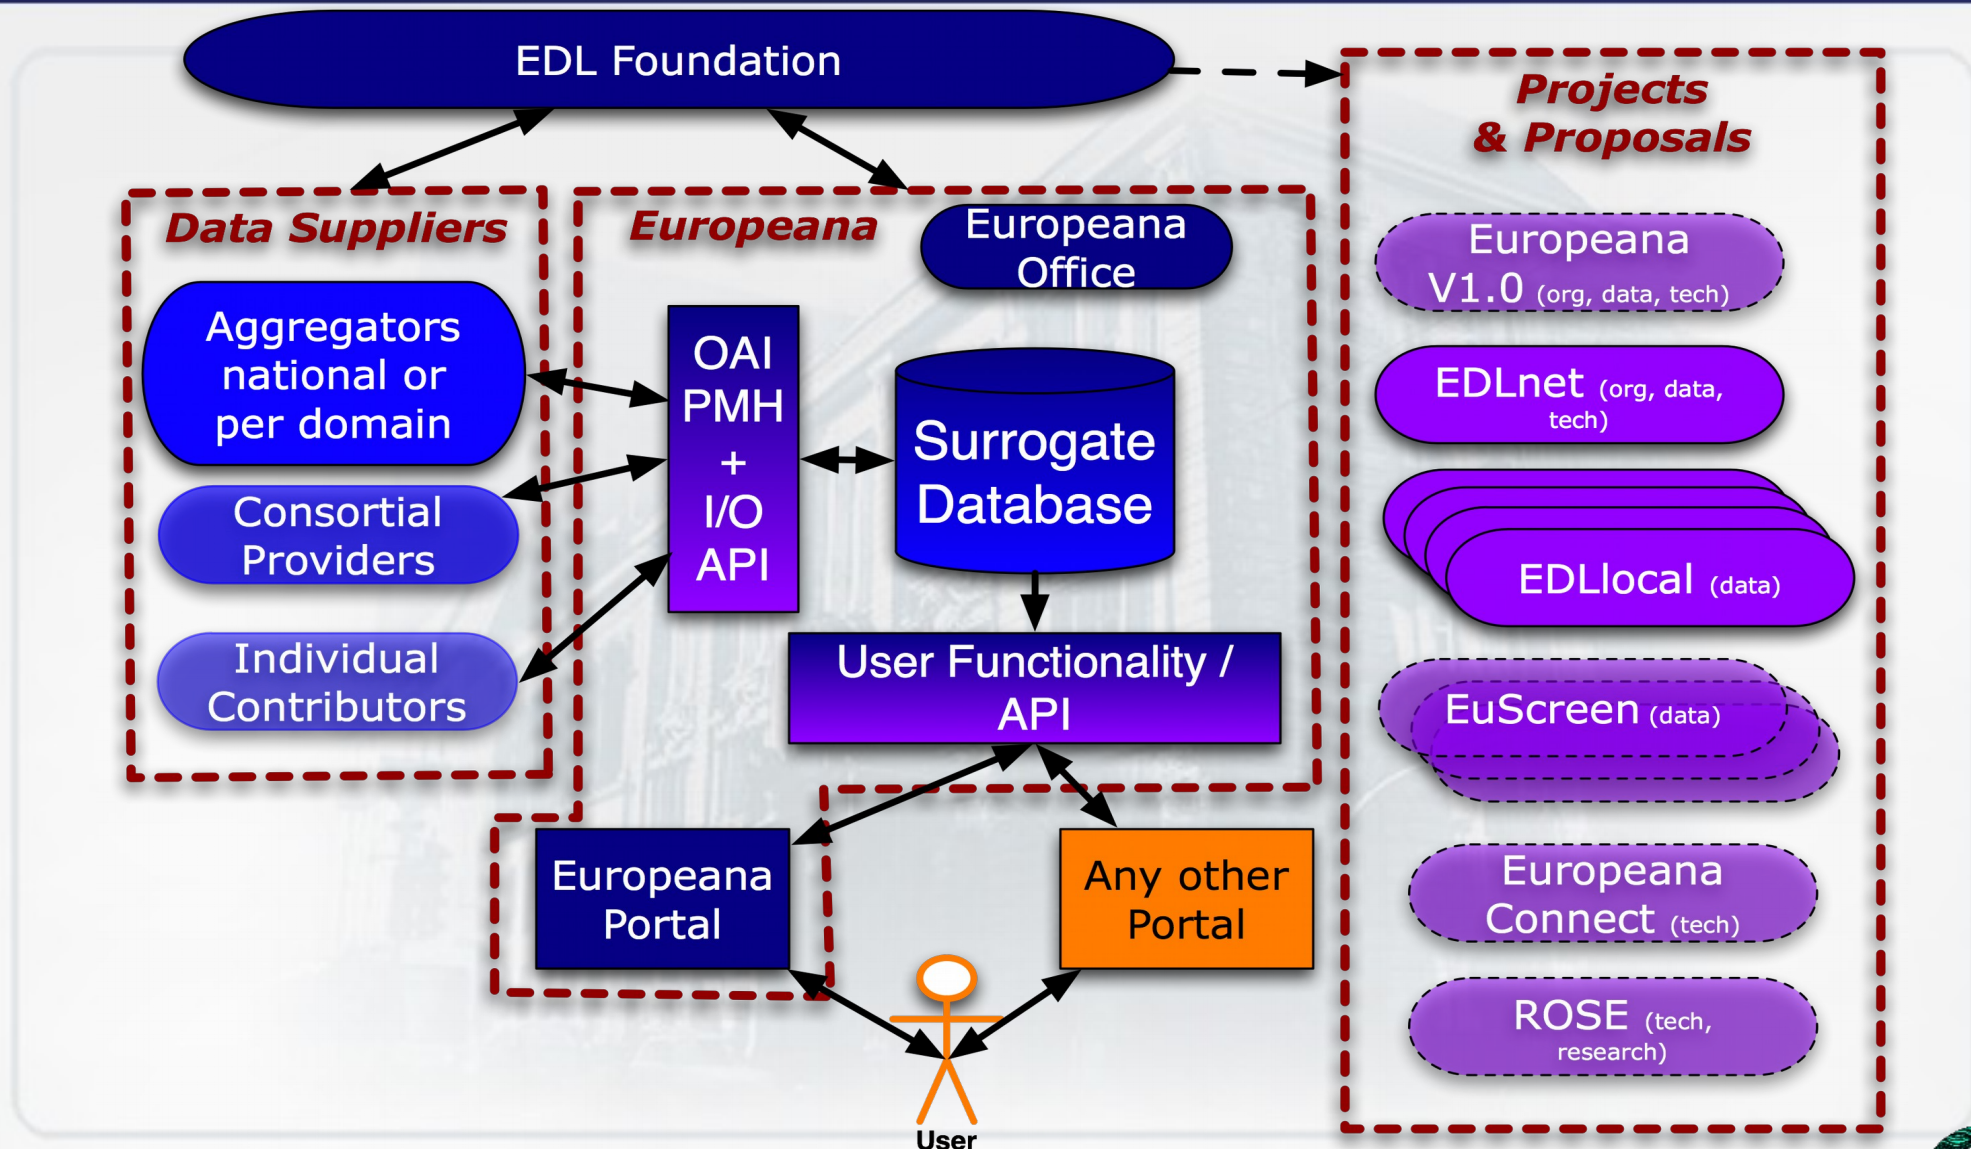 EDL Foundation
Projects
& Proposals
Data Suppliers
Europeana
Europeana
Office
Aggregators
national or
per domain
Consortial
Providers
Individual
Contributors
OAI
PMH
+
I/O
API
Surrogate
Database
User Functionality /
API
Europeana
Portal
Any other
Portal
User
Europeana
V1.0 (org, data, tech)
EDLnet (org, data,
tech)
EDLlocal (data)
EuScreen (data)
Europeana
Connect (tech)
ROSE (tech,
research)